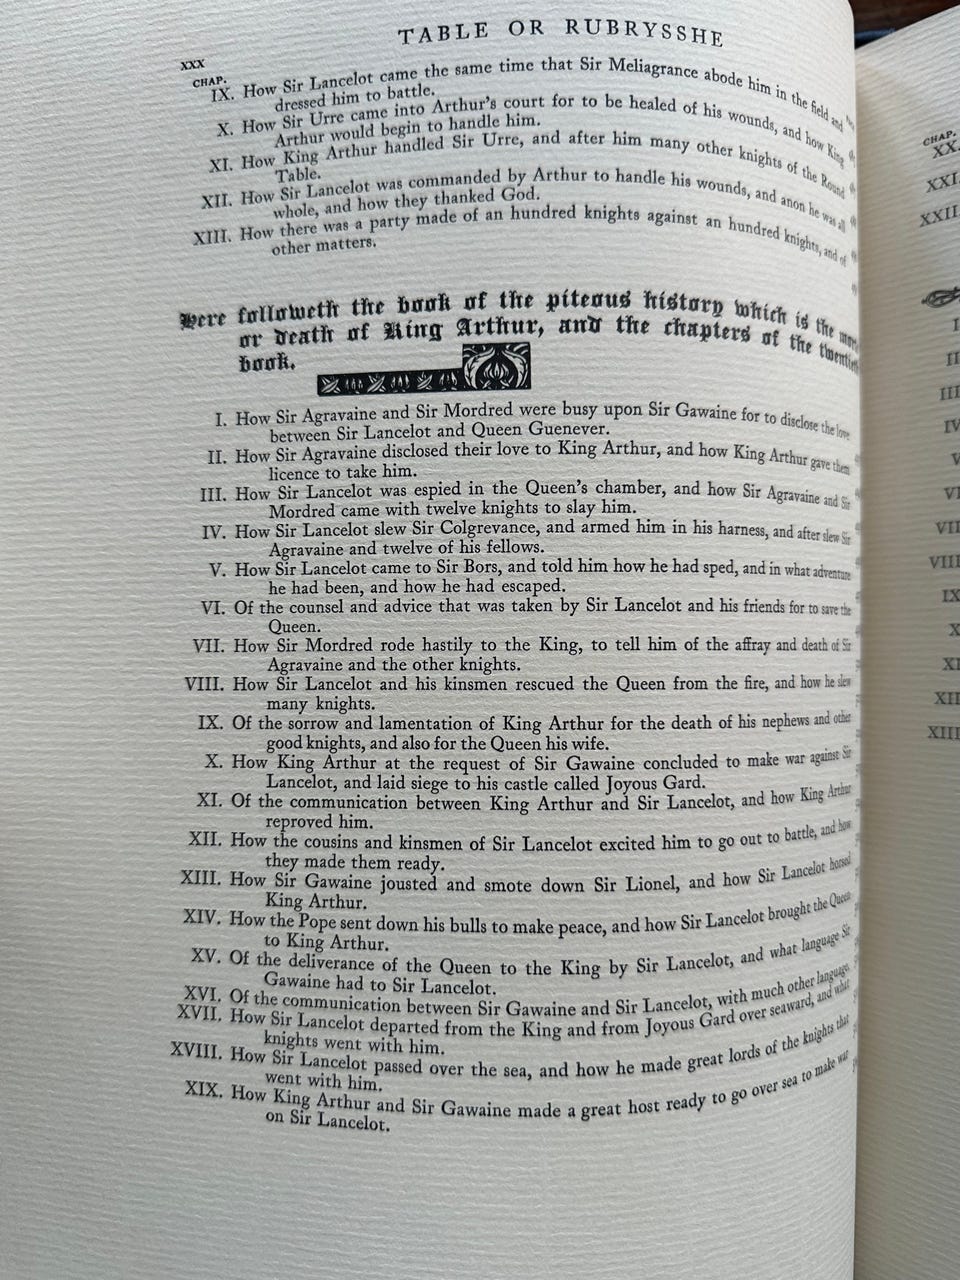 TABLE OR RUBRYSSHE
xxx
CHAP.
IX. How Sir Lancelot came the same time that Sir Meliagrance abode him in the field and
dressed him to battle.
X. How Sir Urre came into Arthur's court for to be healed of his wounds, and how King
Arthur would begin to handle him.
XI. How King Arthur handled Sir Urre, and after him many other knights of the Round
Table.
XII. How Sir Lancelot was commanded by Arthur to handle his wounds, and anon he was all
whole, and how they thanked God.
XIII. How there was a party made of an hundred knights against an hundred knights, and of
other matters.
Here followeth the book of the piteous history which is the
or death of King Arthur, and the chapters of the twentieth
book.
I. How Sir Agravaine and Sir Mordred were busy upon Sir Gawaine for to disclose the love
between Sir Lancelot and Queen Guenever.
II. How Sir Agravaine disclosed their love to King Arthur, and how King Arthur gave them
licence to take him.
III. How Sir Lancelot was espied in the Queen's chamber, and how Sir Agravaine and Sir
Mordred came with twelve knights to slay him.
IV. How Sir Lancelot slew Sir Colgrevance, and armed him in his harness, and after slew Sir
Agravaine and twelve of his fellows.
V. How Sir Lancelot came to Sir Bors, and told him how he had sped, and in what adventure
he had been, and how he had escaped.
VI. Of the counsel and advice that was taken by Sir Lancelot and his friends for to save the
Queen.
VII. How Sir Mordred rode hastily to the King, to tell him of the affray and death of Sir
Agravaine and the other knights.
VIII. How Sir Lancelot and his kinsmen rescued the Queen from the fire, and how he slew
many knights.
IX. Of the sorrow and lamentation of King Arthur for the death of his nephews and other
good knights, and also for the Queen his wife.
X. How King Arthur at the request of Sir Gawaine concluded to make war against Sir
Lancelot, and laid siege to his castle called Joyous Gard.
XI. Of the communication between King Arthur and Sir Lancelot, and how King Arthur
reproved him.
XII. How the cousins and kinsmen of Sir Lancelot excited him to go out to battle, and how
they made them ready.
XIII. How Sir Gawaine jousted and smote down Sir Lionel, and how Sir Lancelot horsed
King Arthur.
XIV. How the Pope sent down his bulls to make peace, and how Sir Lancelot brought the Queen
to King Arthur.
XV. Of the deliverance of the Queen to the King by Sir Lancelot, and what language Sir
Gawaine had to Sir Lancelot.
XVI. Of the communication between Sir Gawaine and Sir Lancelot, with much other language.
XVII. How Sir Lancelot departed from the King and from Joyous Gard over seaward, and what
knights went with him.
XVIII. How Sir Lancelot passed over the sea, and how he made great lords of the knights that
went with him.
XIX. How King Arthur and Sir Gawaine made a great host ready to go over sea to make war
on Sir Lancelot.
CHAP.
XX.
XXI.
XXII.
I
II
III
IV
V
VI
VII
VIII
IX
X
XI
XII
XIII